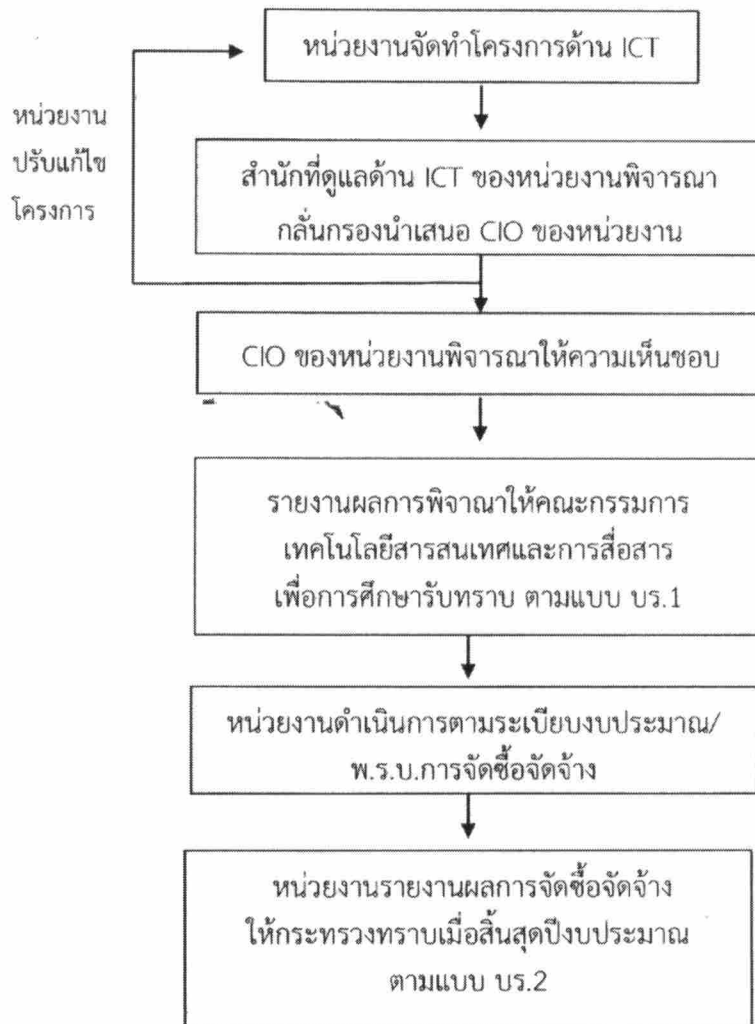 หน่วยงานจัดทำโครงการด้าน ICT
หน่วยงาน
ปรับแก้ไข
โครงการ
สำนักที่ดูแลด้าน ICT ของหน่วยงานพิจารณา
กลั่นกรองนำเสนอ CIO ของหน่วยงาน
CIO ของหน่วยงานพิจารณาให้ความเห็นชอบ
รายงานผลการพิจาณาให้คณะกรรมการ
เทคโนโลยีสารสนเทศและการสื่อสาร
เพื่อการศึกษารับทราบ ตามแบบ บร.1
หน่วยงานดำเนินการตามระเบียบงบประมาณ/
พ.ร.บ.การจัดซื้อจัดจ้าง
หน่วยงานรายงานผลการจัดซื้อจัดจ้าง
ให้กระทรวงทราบเมื่อสิ้นสุดปีงบประมาณ
ตามแบบ บร.2